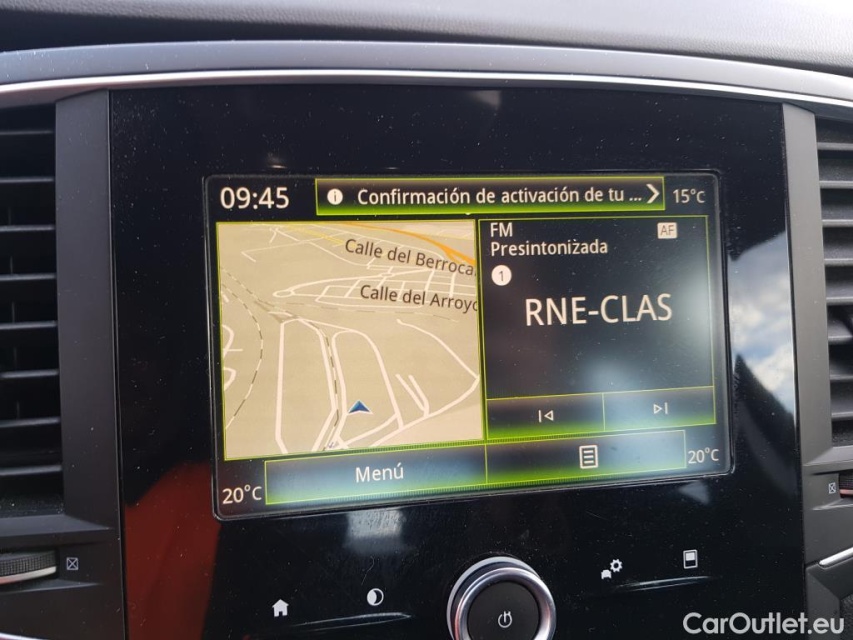 09:45
Confirmación de activación de tu ...
15°C
Calle del Berroca
Calle del Arroyo
FM
AF
Presintonizada
1
RNE-CLAS
Menú
20°C
20°C
CarOutlet.eu